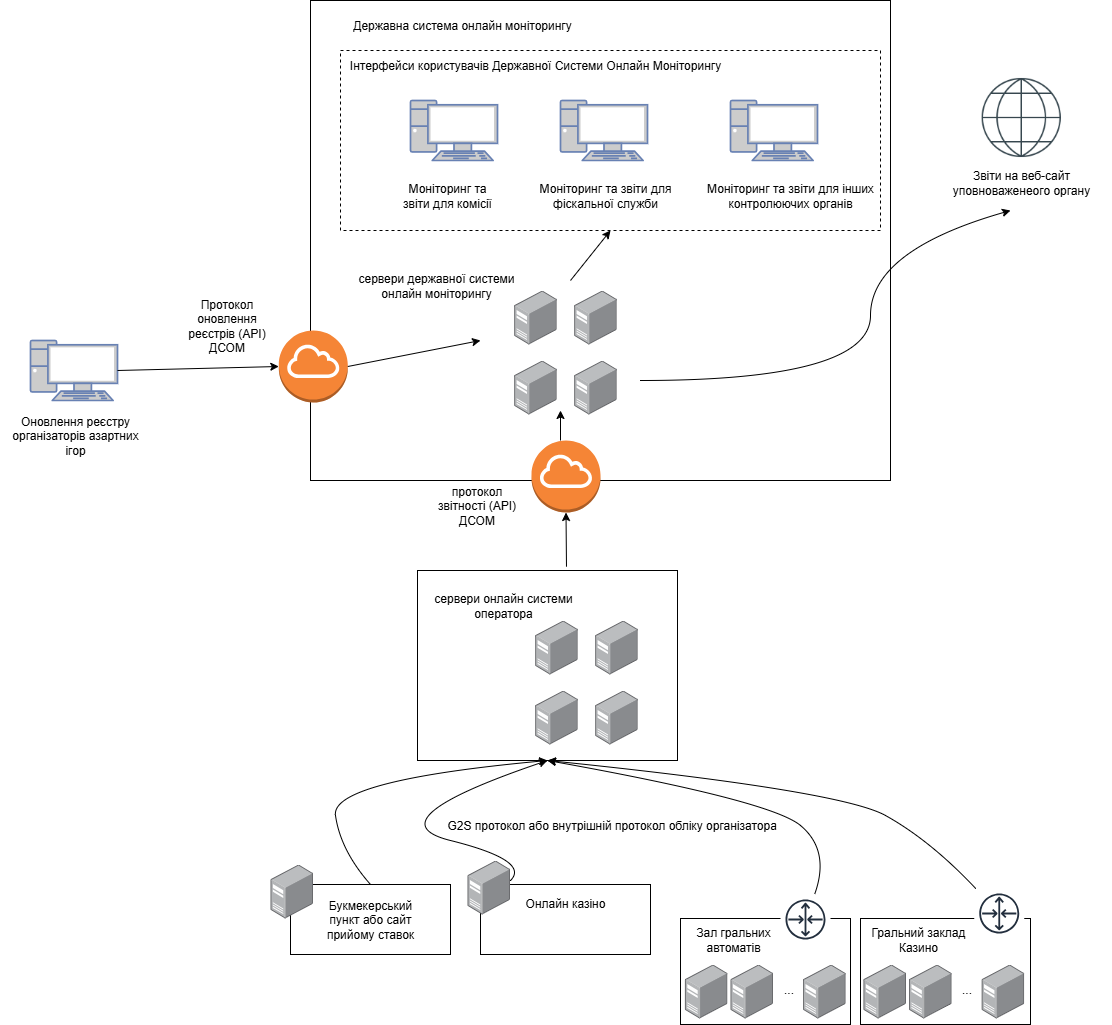 Державна система онлайн моніторингу
Інтерфейси користувачів Державної Системи Онлайн Моніторингу
Моніторинг та
звіти для комісії
Моніторинг та звіти для
фіскальної служби
Моніторинг та звіти для інших
контролюючих органів
Звіти на веб-сайт
уповноваженеого органу
сервери державної системи
онлайн моніторингу
Протокол
оновлення
реєстрів (API)
ДСОМ
Оновлення реєстру
організаторів азартних
ігор
протокол
звітності (API)
ДСОМ
сервери онлайн системи
оператора
G2S протокол або внутрішній протокол обліку організатора
Букмекерський
пункт або сайт
прийому ставок
Онлайн казіно
Зал гральних
автоматів
...
Гральний заклад
Казино
...